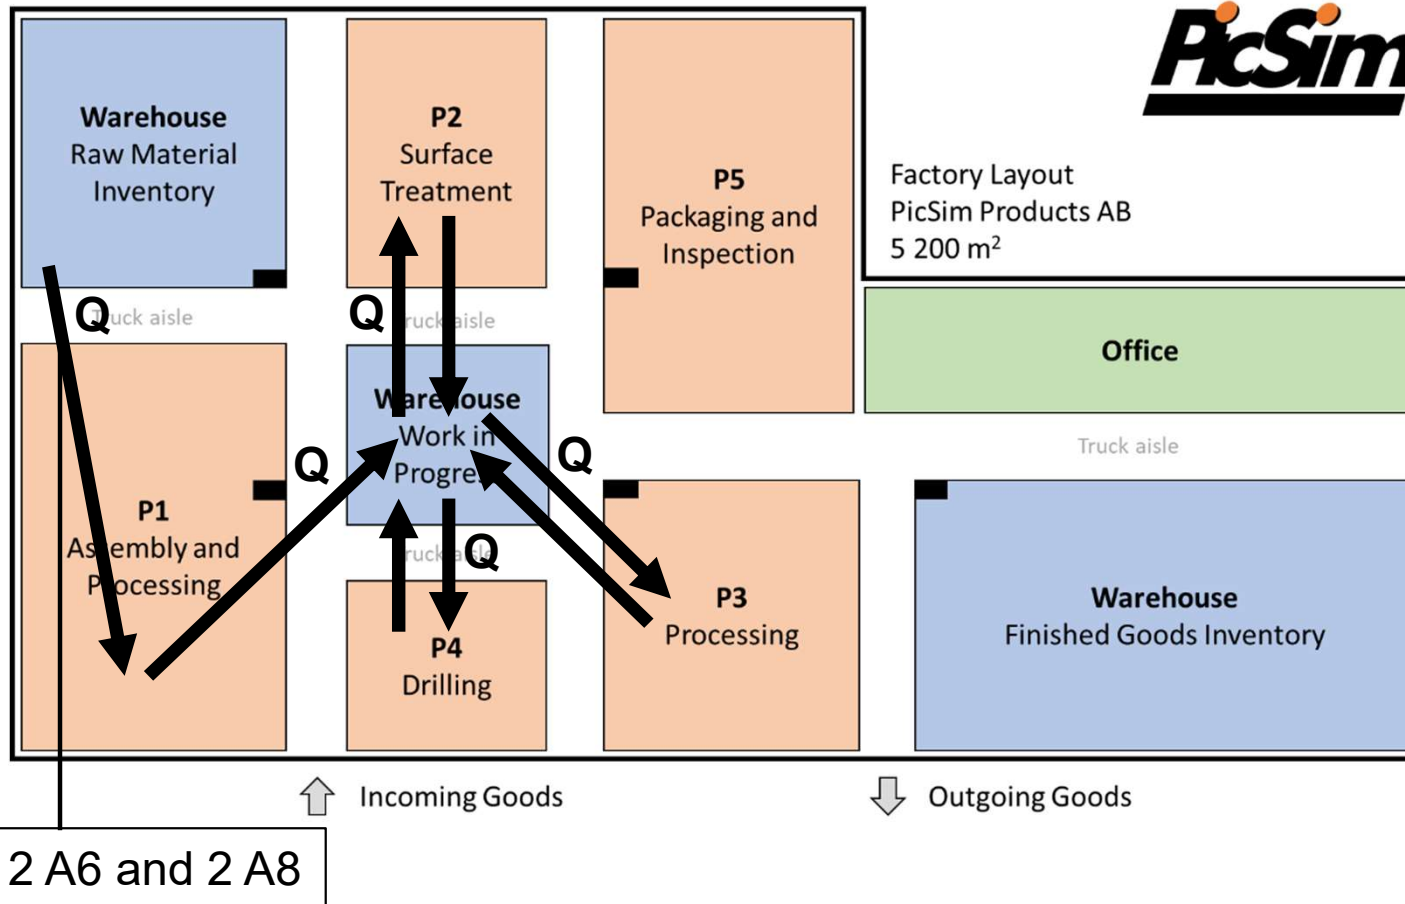 PicSim
Warehouse
Raw Material
Inventory
P2
Surface
Treatment
P5
Packaging and
Inspection
Factory Layout
PicSim Products AB
5 200 m²
Q
Truck aisle
Q
Truck aisle
Office
Warehouse
Work in
Progress
Q
Q
Truck aisle
P1
Assembly and
Processing
Truck aisle
Q
P3
Processing
Warehouse
Finished Goods Inventory
P4
Drilling
Incoming Goods
Outgoing Goods
2 A6 and 2 A8